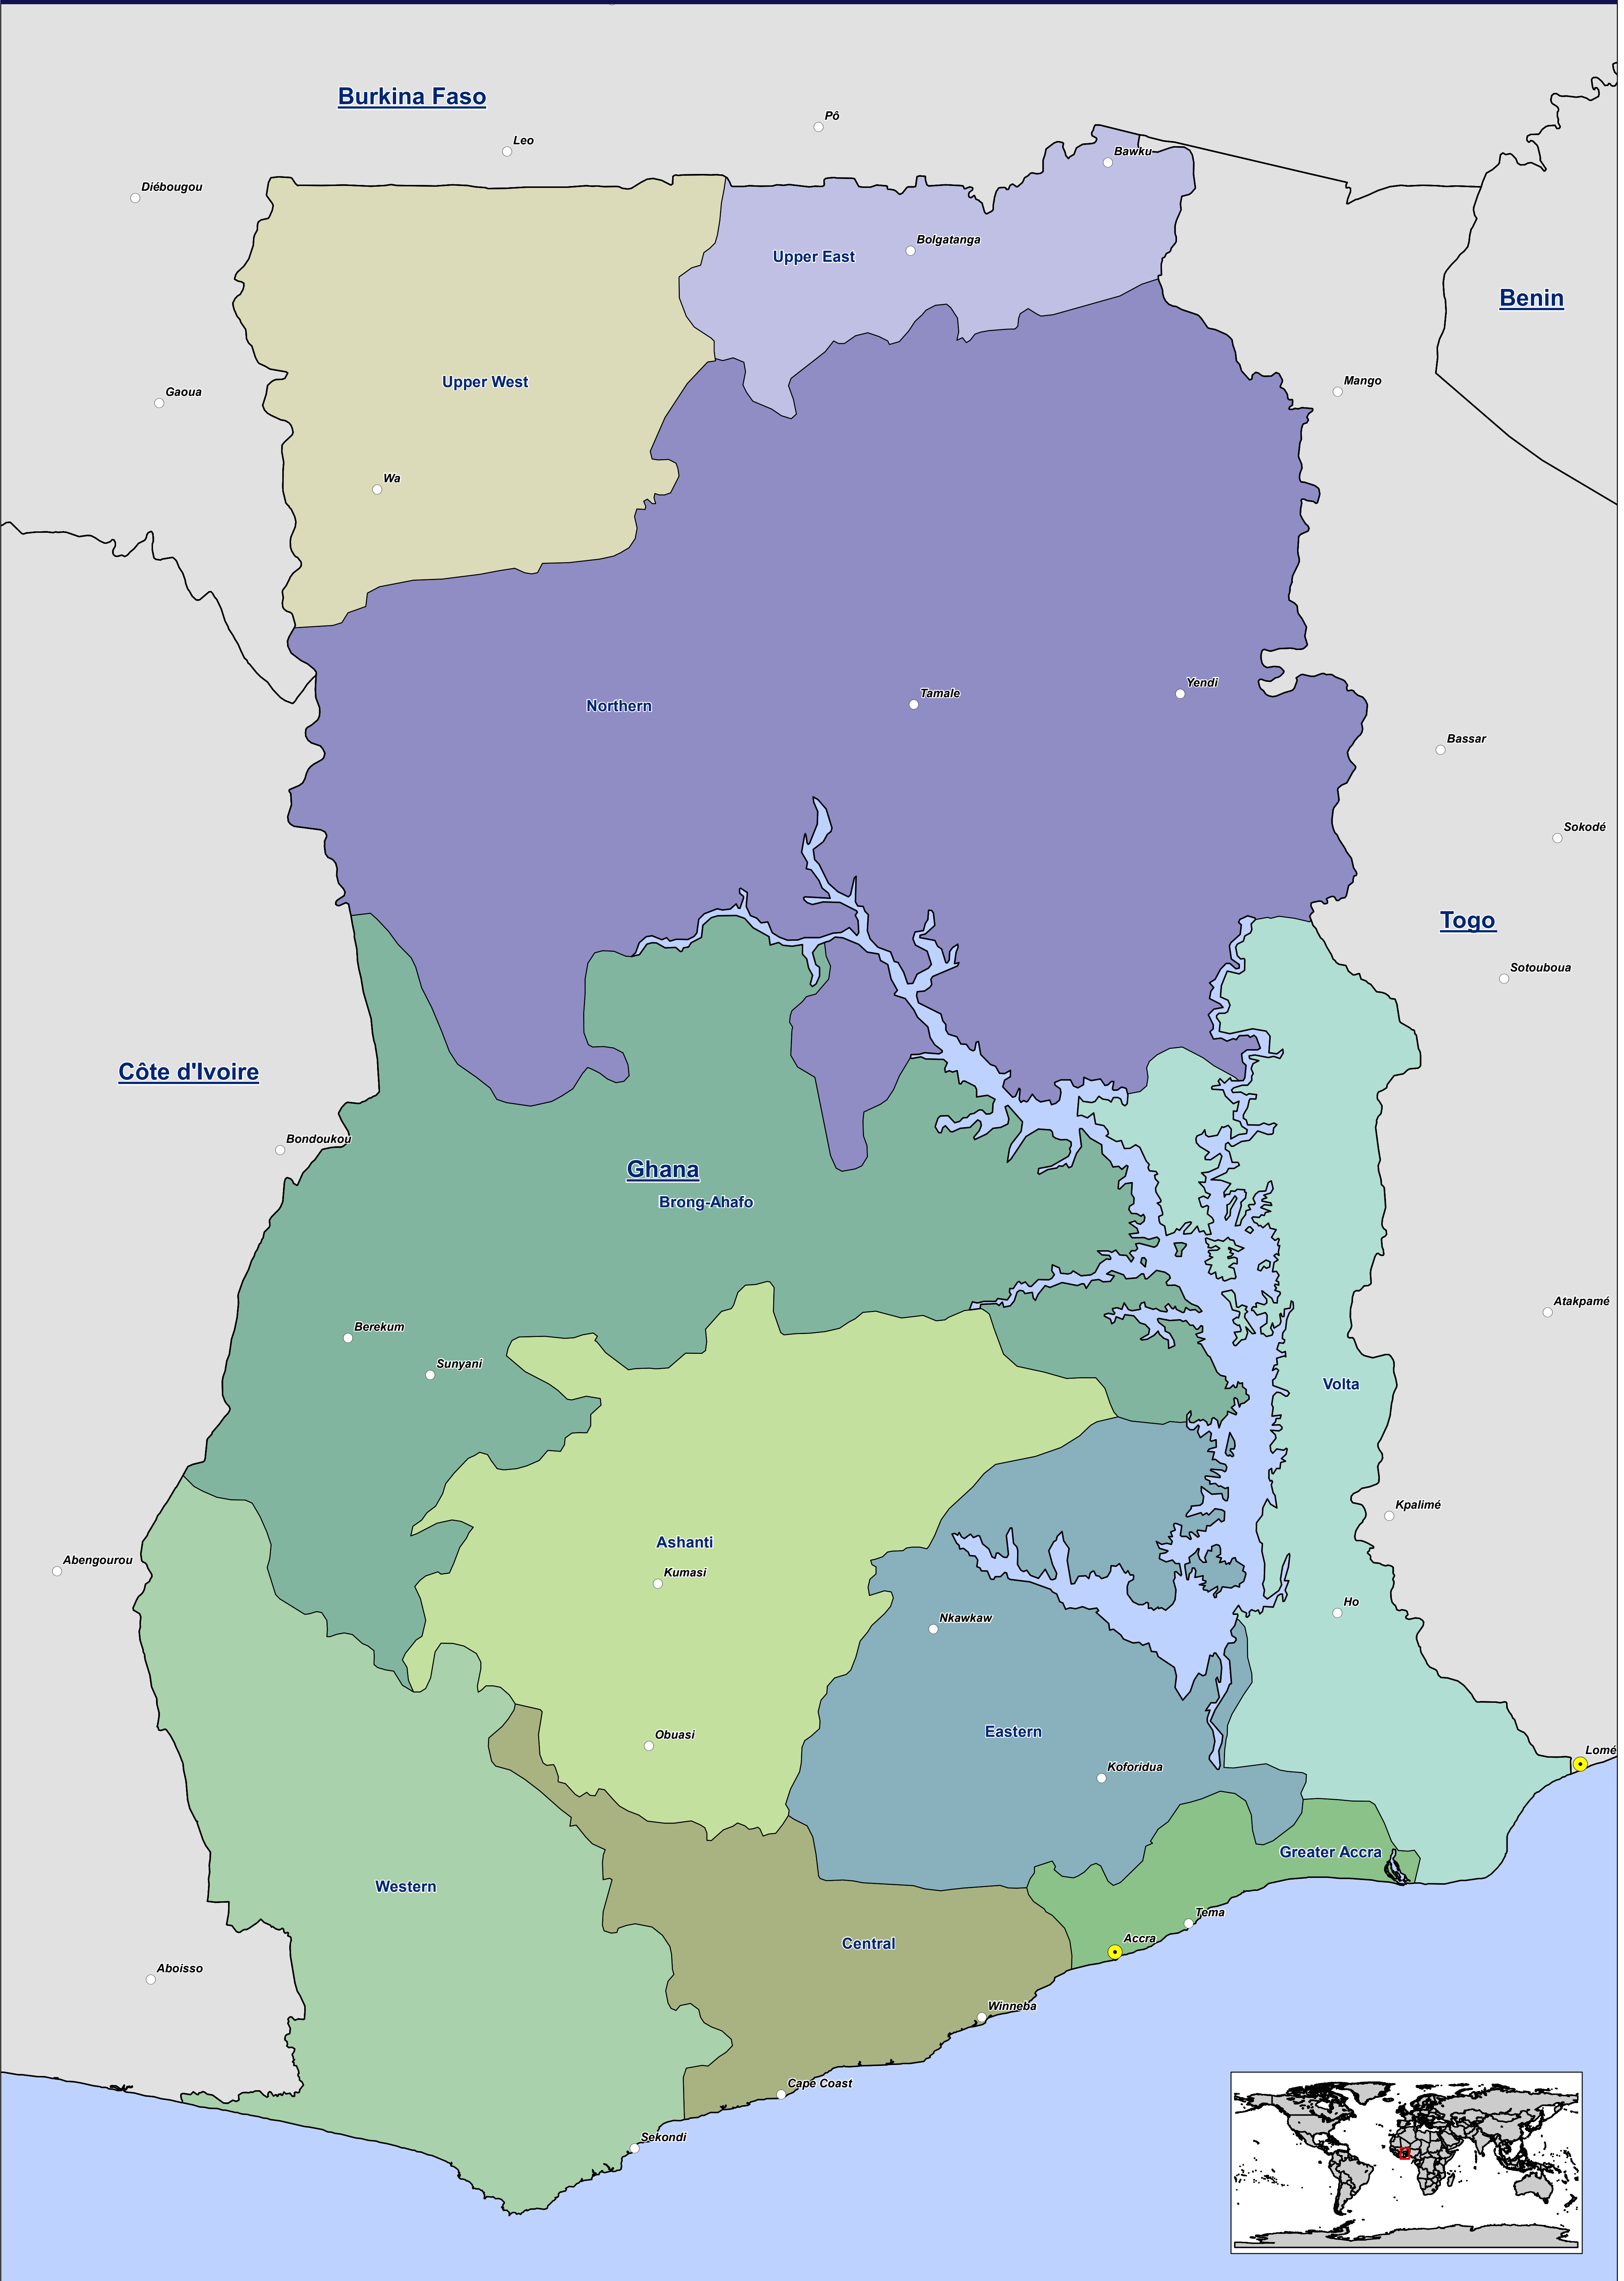 Burkina Faso
Pô
Leo
Bawku
Diébougou
Bolgatanga
Upper East
Benin
Upper West
Mango
Gaoua
Wa
Yendi
Tamale
Northern
Bassar
Sokodé
Togo
Sotouboua
Côte d'Ivoire
Bondoukou
Ghana
Brong-Ahafo
Atakpamé
Berekum
Sunyani
Volta
Kpalimé
Ashanti
Abengourou
Kumasi
Ho
Nkawkaw
Eastern
Obuasi
Lomé
Koforidua
Greater Accra
Western
Tema
Accra
Central
Aboisso
Winneba
Cape Coast
Sekondi